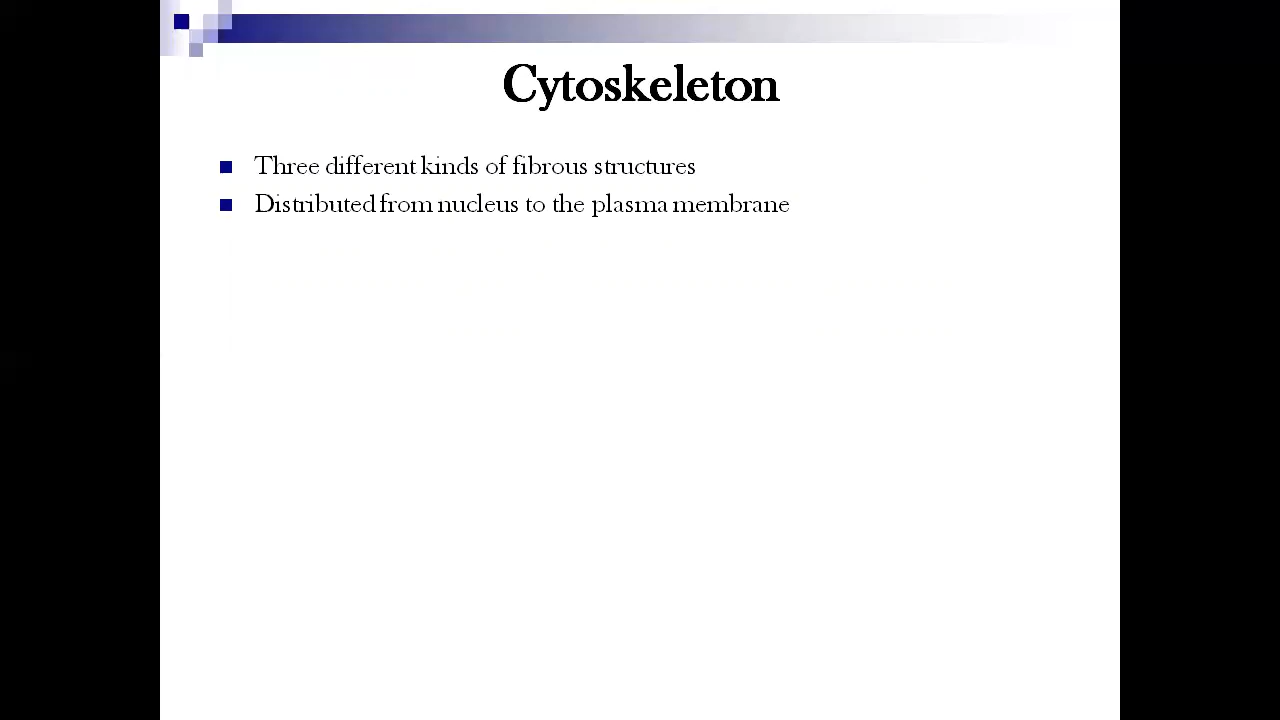 Cytoskeleton
Three different kinds of fibrous structures
Distributed from nucleus to the plasma membrane